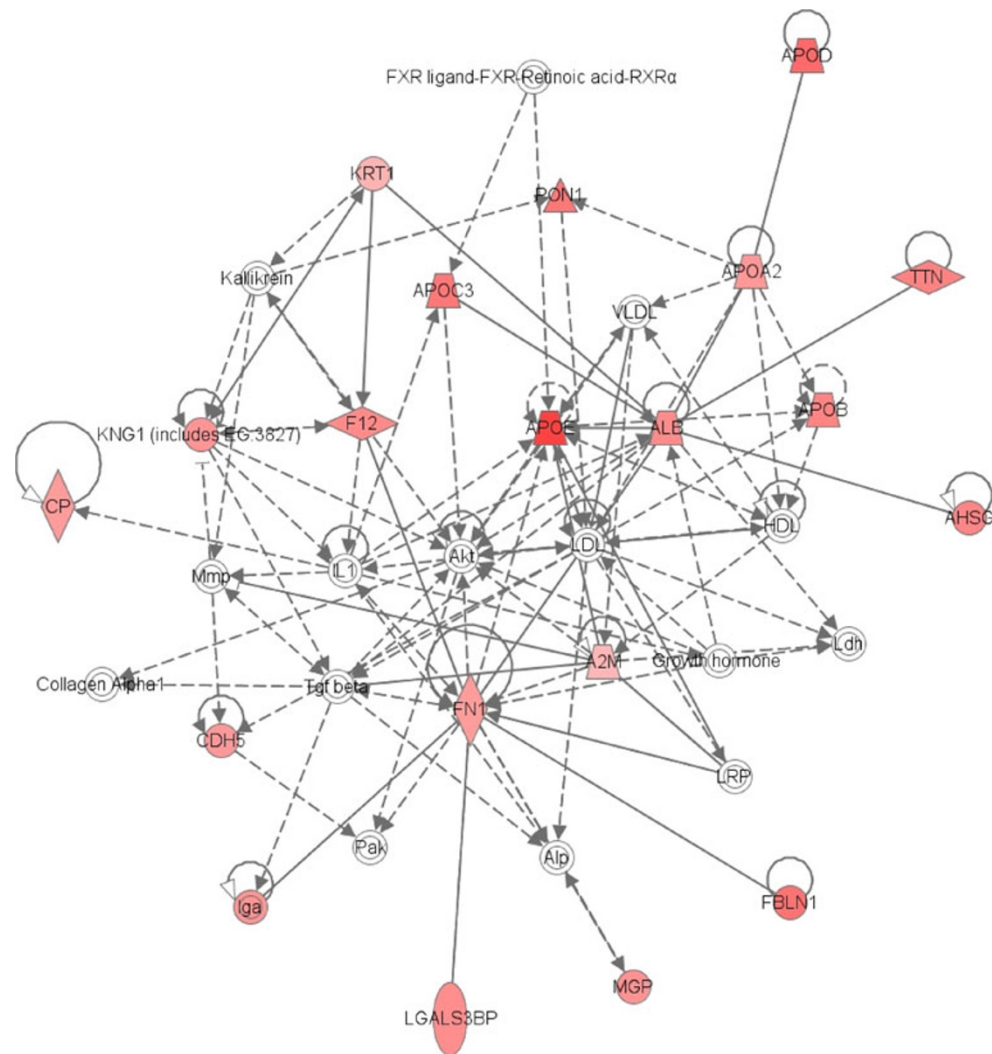 APOD
FXR ligand-FXR-Retinoic acid-RXRα
KRT1
PON1
Kallikrein
APOC3
APOA2
TTN
VLDL
KNG1 (includes EG:3827)
F12
APOE
ALB
APOB
CP
AHSG
Mmp
IL1
Akt
LDL
HDL
Collagen Alpha1
Tgf beta
A2M
Growth hormone
Ldh
CDH5
FN1
LRP
Pak
Alp
Iga
FBLN1
LGALS3BP
MGP